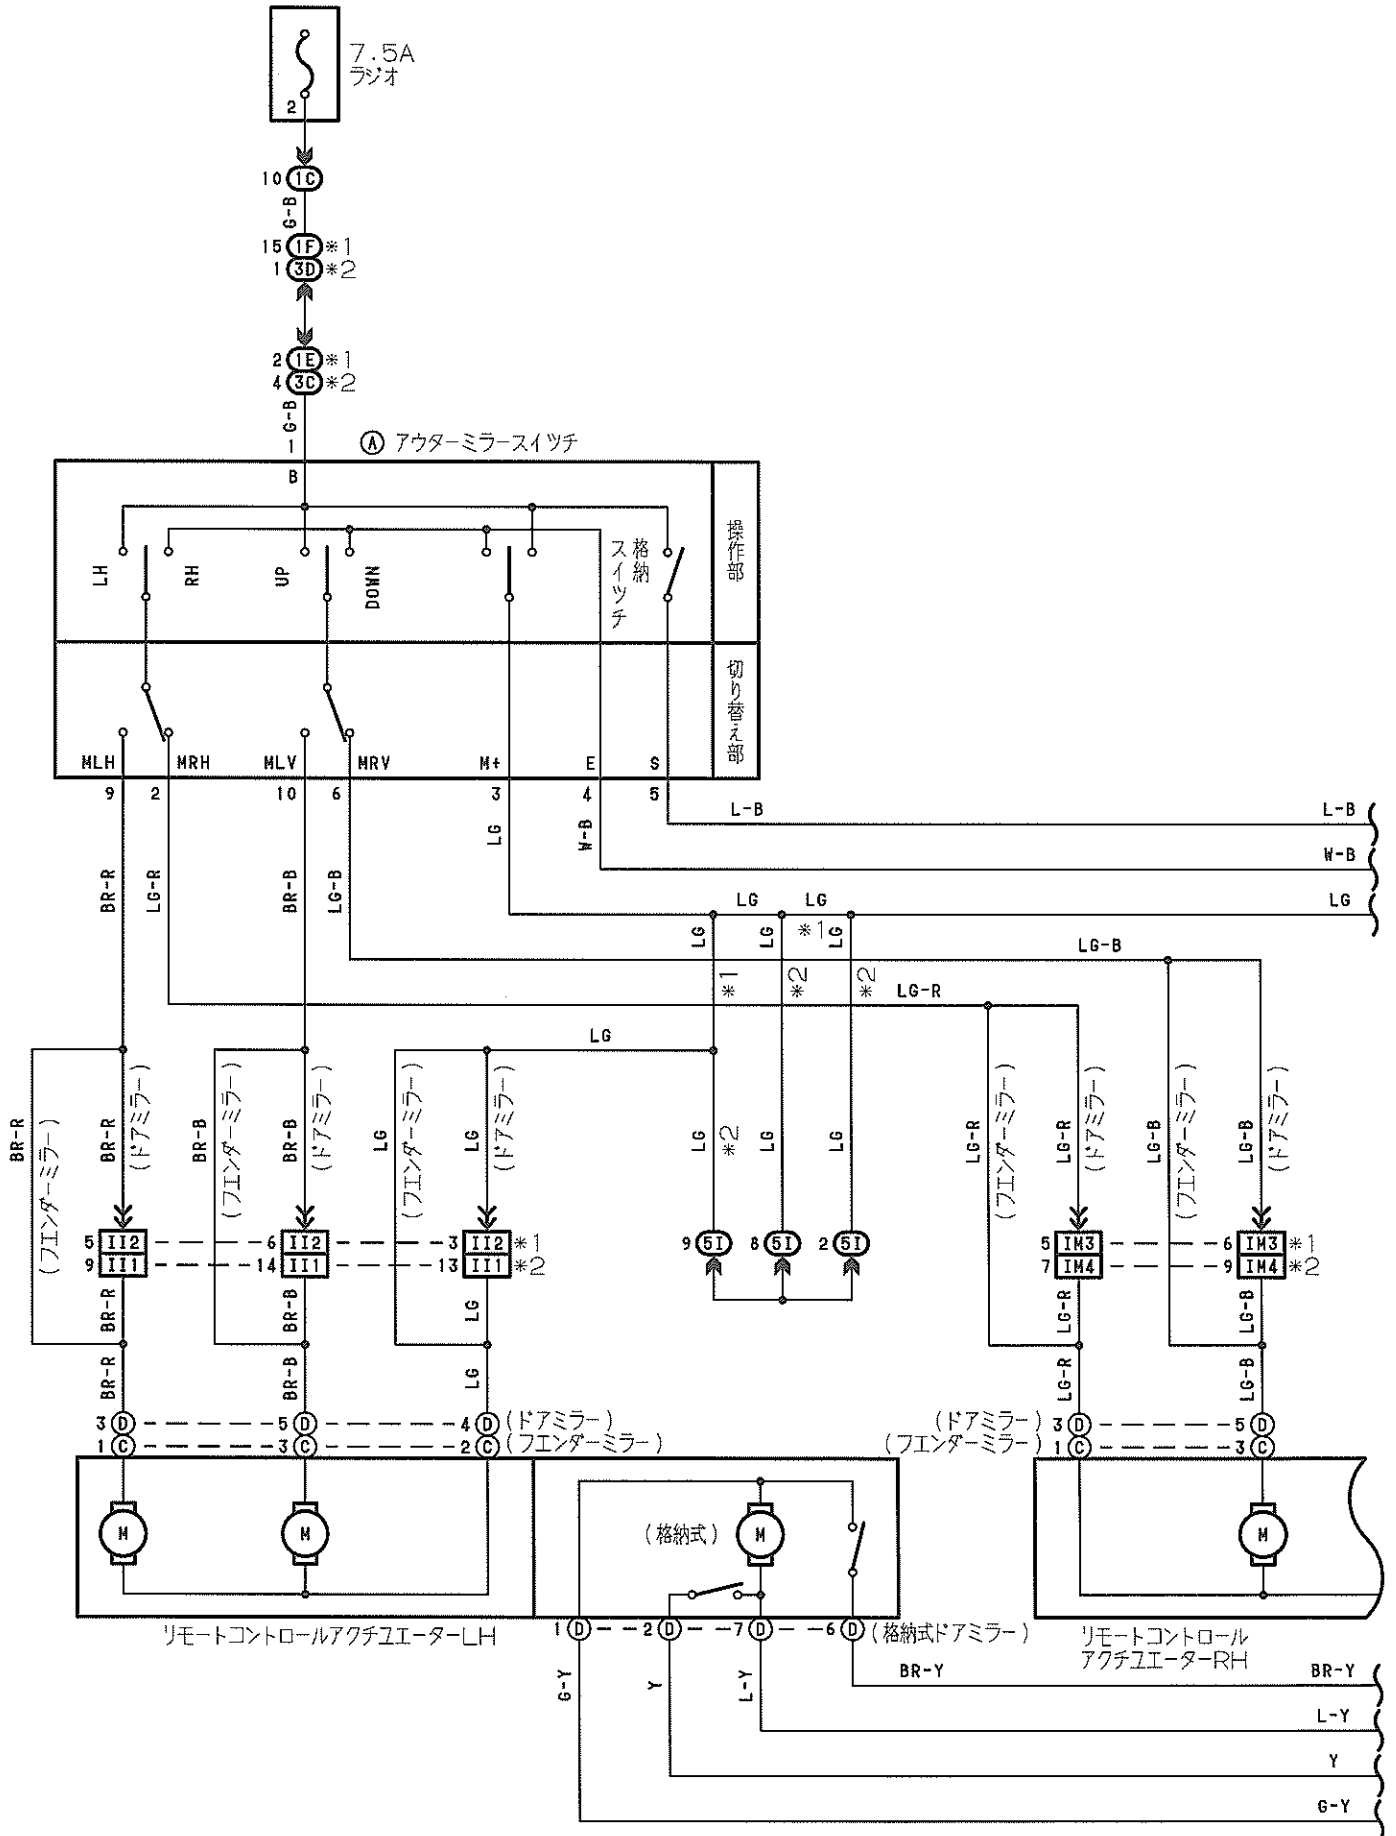 7.5A
ラジオ
2
10 1C
G-B
15 1F *1
1 3D *2
2 1E *1
4 3C *2
G-B
1
A アウターミラースイツチ
B
LH
RH
UP
DOWN
格納
スイツチ
操作部
切り替え部
MLH MRH MLV MRV M+ E S
9 2 10 6 3 4 5
L-B L-B
W-B W-B
LG LG LG LG
BR-R LG-R BR-B LG-B
LG LG *1 LG
*1 *2 *2
LG-B
LG-R
LG
BR-R (フエンダーミラー) BR-R (ドアミラー) BR-B (フエンダーミラー) BR-B (ドアミラー) LG (フエンダーミラー) LG (ドアミラー) LG *2 LG LG LG-R (フエンダーミラー) LG-R (ドアミラー) LG-B (フエンダーミラー) LG-B (ドアミラー)
5 II2 6 II2 3 II2 *1 9 5I 8 5I 2 5I 5 IM3 6 IM3 *1
9 II1 14 II1 13 II1 *2 7 IM4 9 IM4 *2
BR-R BR-B LG LG-R LG-B
BR-R BR-B LG LG-R LG-B
3 D 5 D 4 D (ドアミラー) (ドアミラー) 3 D 5 D
1 C 3 C 2 C (フエンダーミラー) (フエンダーミラー) 1 C 3 C
M M (格納式) M M
リモートコントロールアクチユエーターLH
1 D 2 D 7 D 6 D (格納式ドアミラー)
リモートコントロール
アクチユエーターRH
G-Y Y L-Y BR-Y BR-Y
L-Y
Y
G-Y